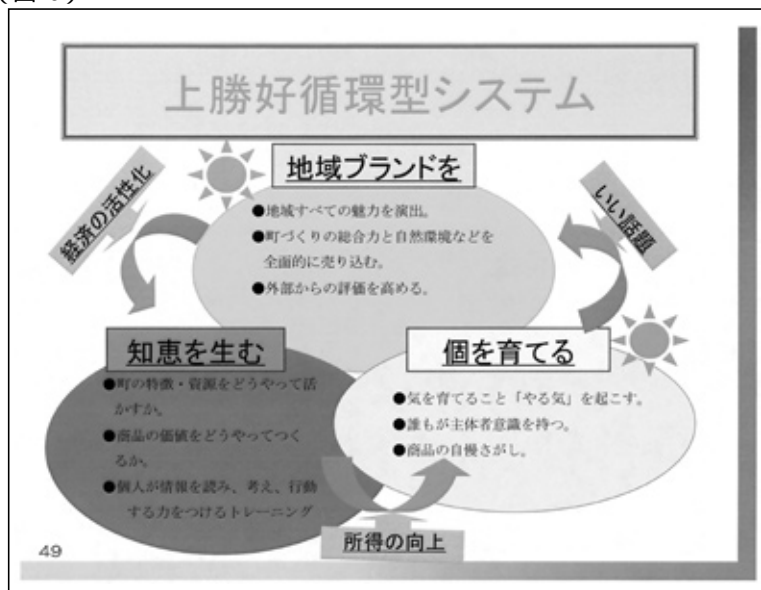 上勝好循環型システム
地域ブランドを
経済の活性化
いい話題
●地域すべての魅力を演出。
●町づくりの総合力と自然環境などを
全面的に売り込む。
●外部からの評価を高める。
知恵を生む
●町の特徴・資源をどうやって活
かすか。
●商品の価値をどうやってつく
るか。
●個人が情報を読み、考え、行動
する力をつけるトレーニング
個を育てる
●気を育てること「やる気」を起こす。
●誰もが主体者意識を持つ。
●商品の自慢さがし。
所得の向上
49